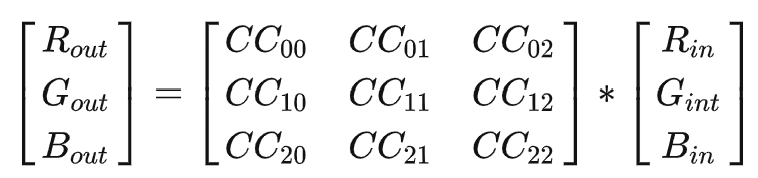 [ R_out ] = [ CC_00 CC_01 CC_02 ] * [ R_in ]
[ G_out ] = [ CC_10 CC_11 CC_12 ] * [ G_int ]
[ B_out ] = [ CC_20 CC_21 CC_22 ] * [ B_in ]